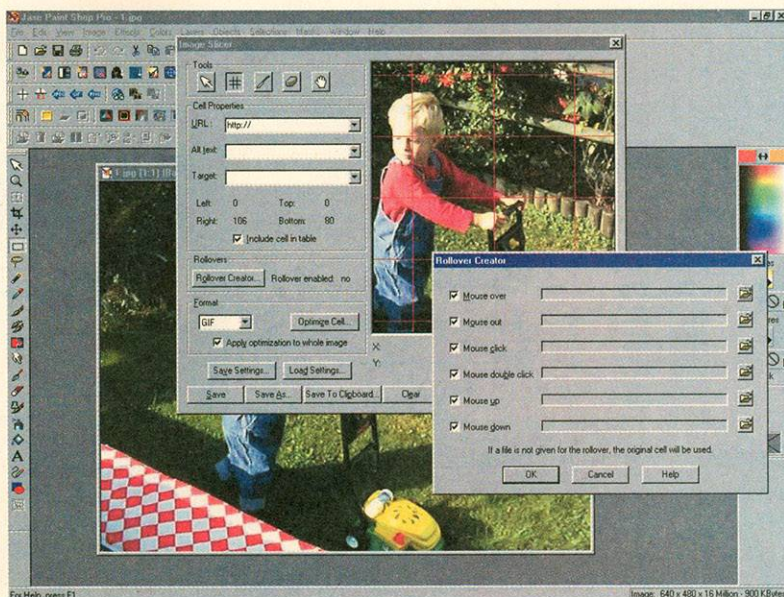 Jasc Paint Shop Pro - 1.jpg
File Edit View Image Effects Colors Layers Objects Selections Masks Window Help
Image Slicer
Tools
Cell Properties
URL: http://
Alt text:
Target:
Left: 0 Top: 0
Right: 106 Bottom: 80
Include cell in table
Rollovers
Rollover Creator... Rollover enabled: no
Format
GIF Optimize Cell...
Apply optimization to whole image
Save Settings... Load Settings...
Save Save As... Save To Clipboard... Clear
X:
Y:
1.jpg [1:1]
Rollover Creator
Mouse over
Mouse out
Mouse click
Mouse double click
Mouse up
Mouse down
If a file is not given for the rollover, the original cell will be used.
OK Cancel Help
For Help, press F1
Image: 640 x 480 x 16 Million - 900 KBytes